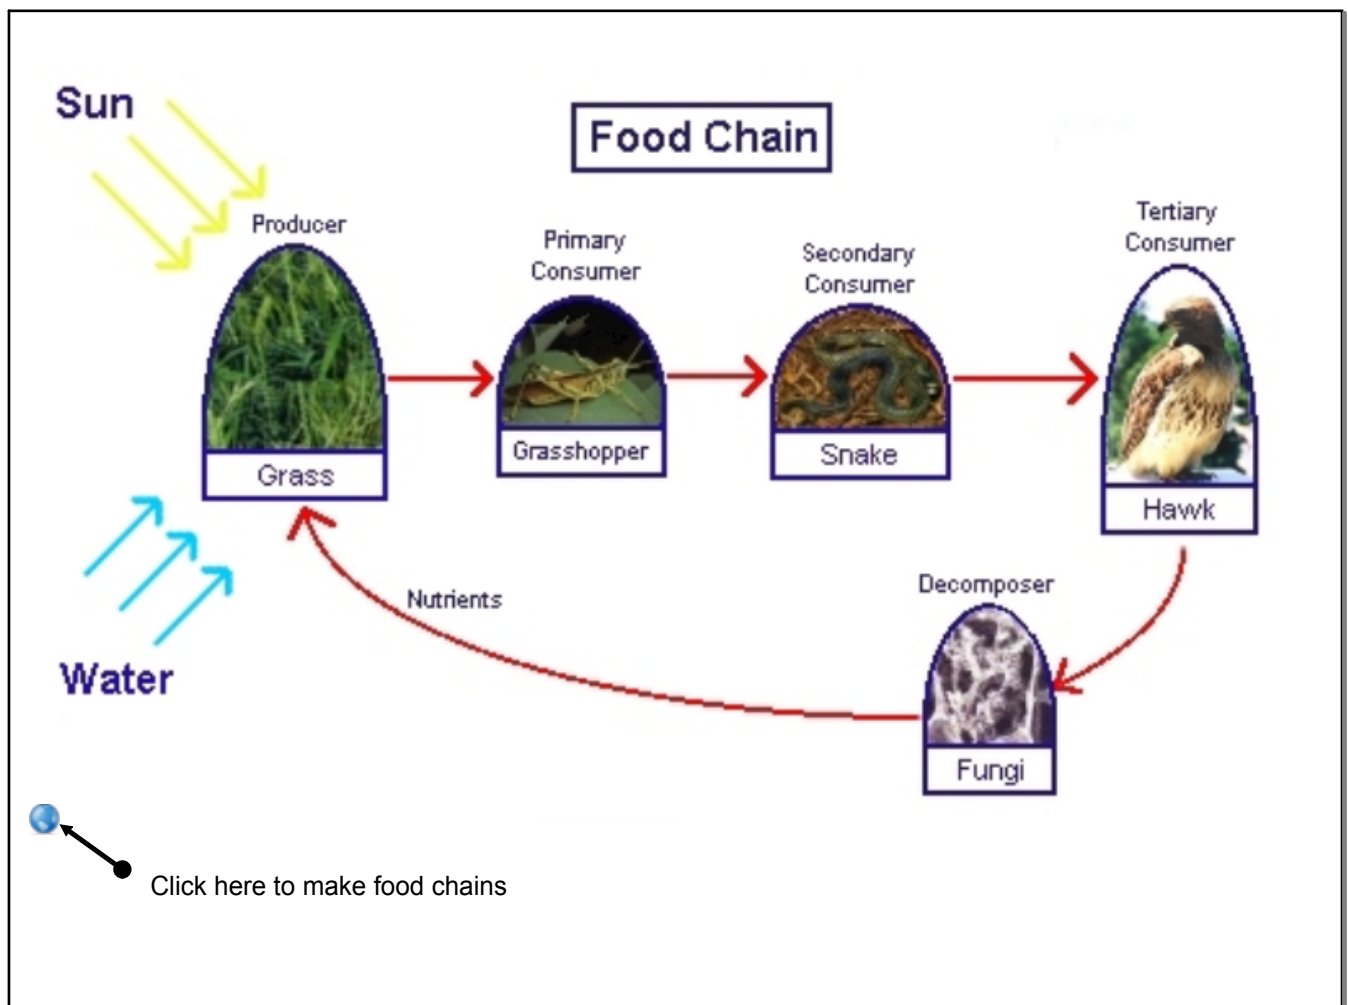 Sun
Food Chain
Producer
Primary
Consumer
Secondary
Consumer
Tertiary
Consumer
Grass
Grasshopper
Snake
Hawk
Water
Nutrients
Decomposer
Fungi
Click here to make food chains